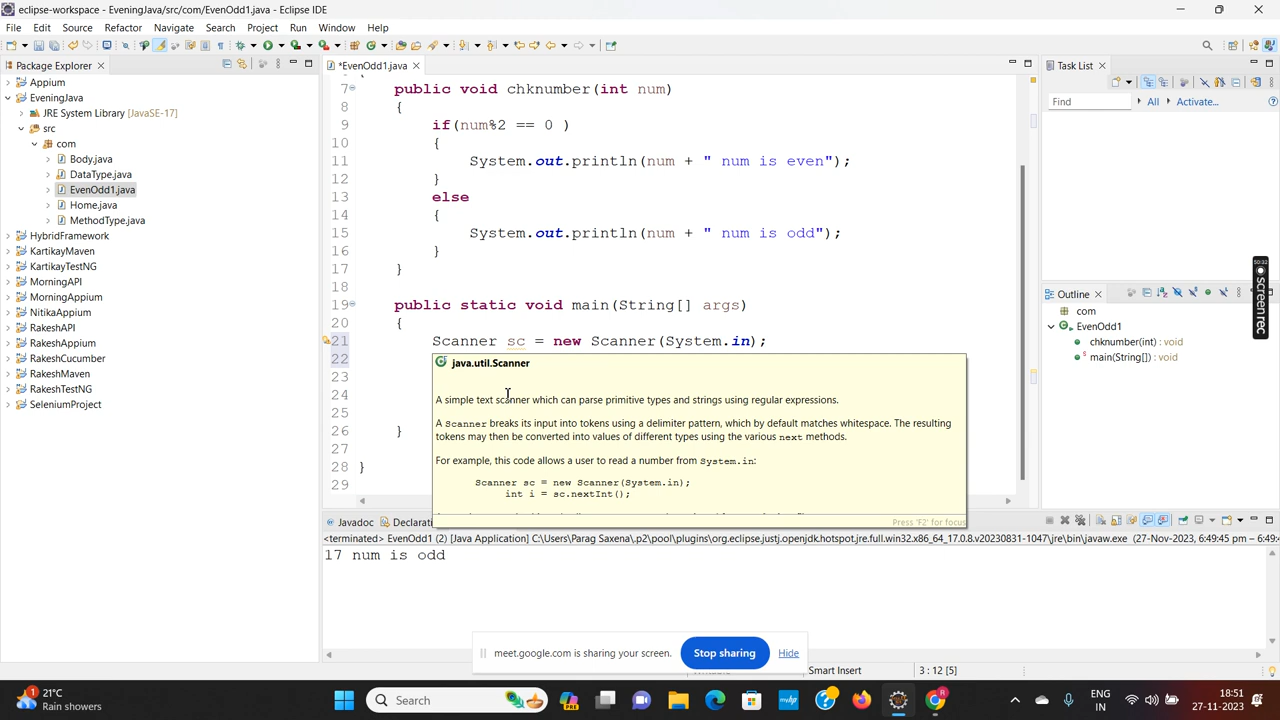 eclipse-workspace - EveningJava/src/com/EvenOdd1.java - Eclipse IDE
File Edit Source Refactor Navigate Search Project Run Window Help
Package Explorer
Appium
EveningJava
JRE System Library [JavaSE-17]
src
com
Body.java
DataType.java
EvenOdd1.java
Home.java
MethodType.java
HybridFramework
KartikayMaven
KartikayTestNG
MorningAPI
MorningAppium
NitikaAppium
RakeshAPI
RakeshAppium
RakeshCucumber
RakeshMaven
RakeshTestNG
SeleniumProject
*EvenOdd1.java
7 public void chknumber(int num)
8 {
9 if(num%2 == 0 )
10 {
11 System.out.println(num + " num is even");
12 }
13 else
14 {
15 System.out.println(num + " num is odd");
16 }
17 }
18
19 public static void main(String[] args)
20 {
21 Scanner sc = new Scanner(System.in);
22
23
24
25
26 }
27
28 }
29
java.util.Scanner
A simple text scanner which can parse primitive types and strings using regular expressions.
A Scanner breaks its input into tokens using a delimiter pattern, which by default matches whitespace. The resulting
tokens may then be converted into values of different types using the various next methods.
For example, this code allows a user to read a number from System.in:
Scanner sc = new Scanner(System.in);
int i = sc.nextInt();
Press 'F2' for focus
Task List
Find All Activate...
Outline
com
EvenOdd1
chknumber(int) : void
main(String[]) : void
50:32
screenrec
Javadoc
<terminated> EvenOdd1 (2) [Java Application] C:\Users\Parag Saxena\.p2\pool\plugins\org.eclipse.justj.openjdk.hotspot.jre.full.win32.x86_64_17.0.8.v20230831-1047\jre\bin\javaw.exe (27-Nov-2023, 6:49:45 pm – 6:49:
17 num is odd
meet.google.com is sharing your screen. Stop sharing Hide
Smart Insert 3 : 12 [5]
21°C
Rain showers
Search
PRE
ENG
IN
18:51
27-11-2023